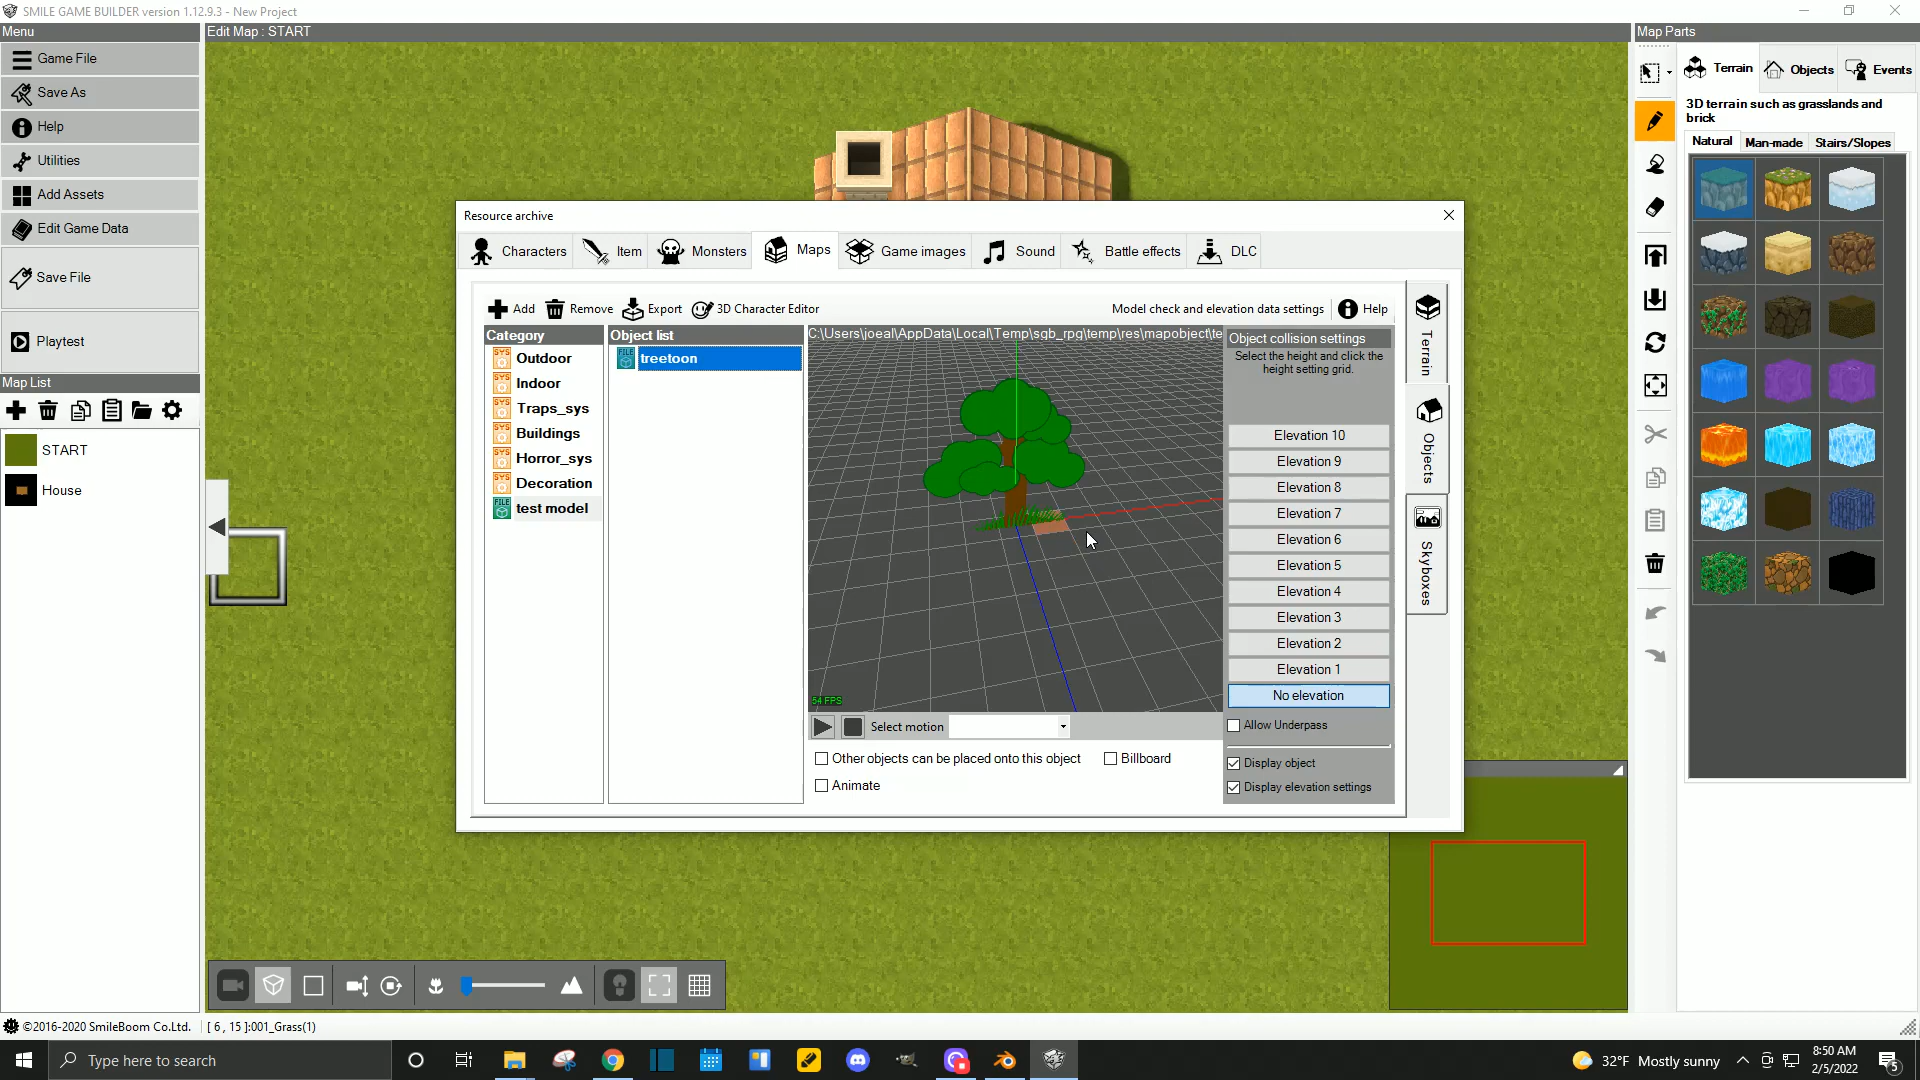 SMILE GAME BUILDER version 1.12.9.3 - New Project
Menu
Edit Map : START
Map Parts
Game File
Save As
Help
Utilities
Add Assets
Edit Game Data
Save File
Playtest
Map List
START
House
Resource archive
Characters
Item
Monsters
Maps
Game images
Sound
Battle effects
DLC
Add
Remove
Export
3D Character Editor
Model check and elevation data settings
Help
Category
Outdoor
Indoor
Traps_sys
Buildings
Horror_sys
Decoration
test model
Object list
treetoon
C:\Users\joeal\AppData\Local\Temp\sgb_rpg\temp\res\mapobject\te
54 FPS
Select motion
Other objects can be placed onto this object
Billboard
Animate
Object collision settings
Select the height and click the
height setting grid.
Elevation 10
Elevation 9
Elevation 8
Elevation 7
Elevation 6
Elevation 5
Elevation 4
Elevation 3
Elevation 2
Elevation 1
No elevation
Allow Underpass
Display object
Display elevation settings
Terrain
Objects
Skyboxes
Terrain
Objects
Events
3D terrain such as grasslands and
brick
Natural
Man-made
Stairs/Slopes
©2016-2020 SmileBoom Co.Ltd.
[ 6 , 15 ]:001_Grass(1)
Type here to search
32°F Mostly sunny
8:50 AM
2/5/2022
5